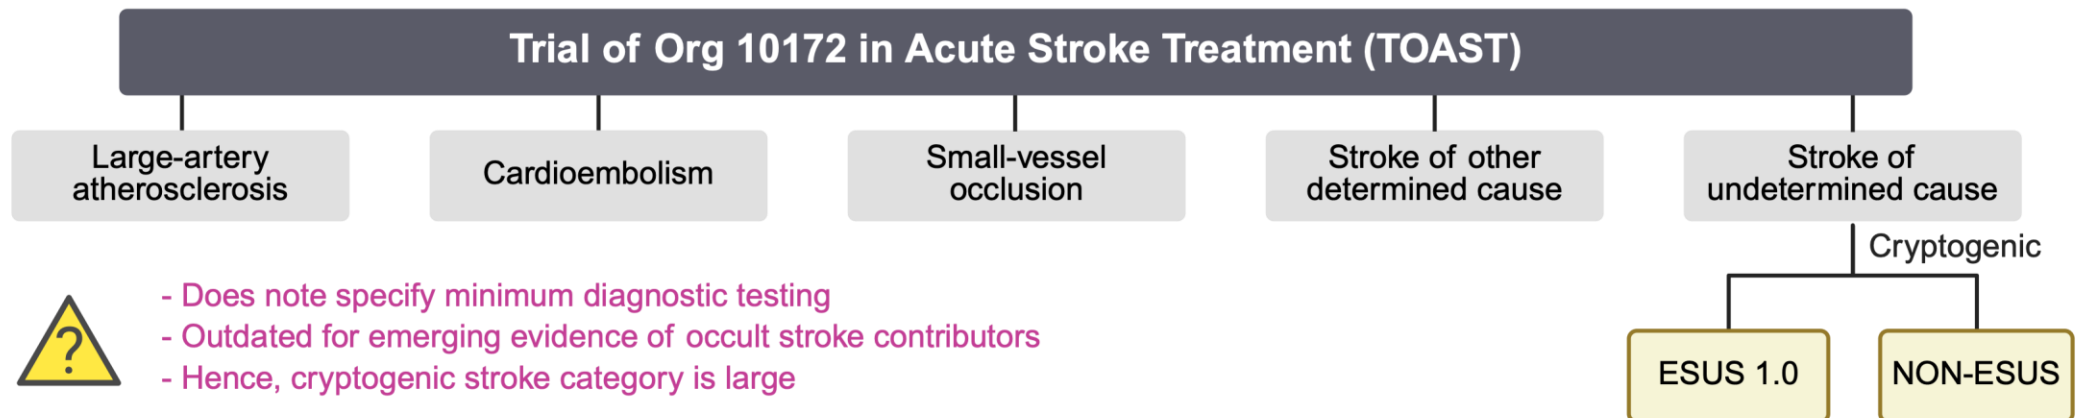 Trial of Org 10172 in Acute Stroke Treatment (TOAST)
Large-artery
atherosclerosis
Cardioembolism
Small-vessel
occlusion
Stroke of other
determined cause
Stroke of
undetermined cause
Cryptogenic
?
- Does note specify minimum diagnostic testing
- Outdated for emerging evidence of occult stroke contributors
- Hence, cryptogenic stroke category is large
ESUS 1.0
NON-ESUS